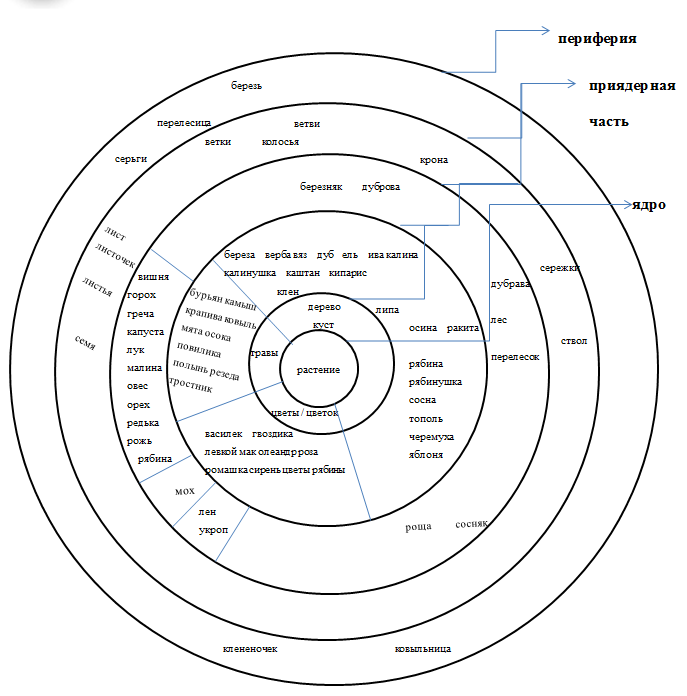 периферия
березь
приядерная
часть
перелесица
ветви
ветки колосья
серьги
крона
березняк дуброва
ядро
лист
листочек
листья
семя
береза верба вяз дуб ель ива калина
калинушка каштан кипарис
клен
сережки
дубрава
вишня
горох
греча
капуста
лук
малина
овес
орех
редька
рожь
рябина
бурьян камыш
крапива ковыль
мята осока
повилика
полынь резеда
тростник
дерево
куст
липа
осина ракита
лес
ствол
перелесок
травы
растение
рябина
рябинушка
сосна
тополь
черемуха
яблоня
цветы / цветок
василек гвоздика
левкой мак олеандр роза
ромашка сирень цветы рябины
мох
лен
укроп
роща сосняк
клененочек
ковыльница